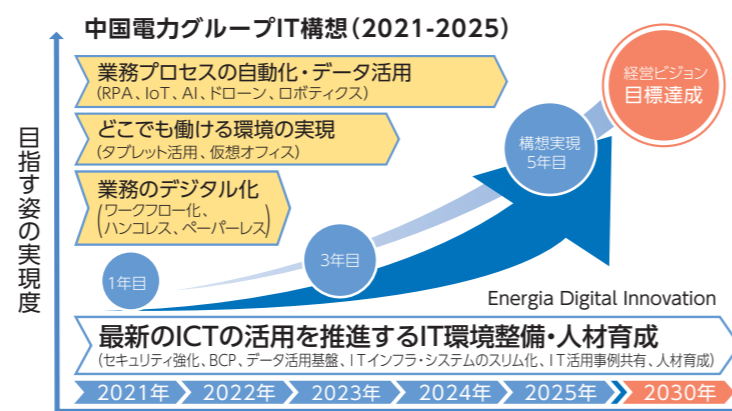 中国電力グループIT構想(2021-2025)
業務プロセスの自動化・データ活用
(RPA、IoT、AI、ドローン、ロボティクス)
どこでも働ける環境の実現
(タブレット活用、仮想オフィス)
業務のデジタル化
(ワークフロー化、
ハンコレス、ペーパーレス)
目指す姿の実現度
1年目
3年目
構想実現
5年目
経営ビジョン
目標達成
Energia Digital Innovation
最新のICTの活用を推進するIT環境整備・人材育成
(セキュリティ強化、BCP、データ活用基盤、ITインフラ・システムのスリム化、IT活用事例共有、人材育成)
2021年 2022年 2023年 2024年 2025年 2030年